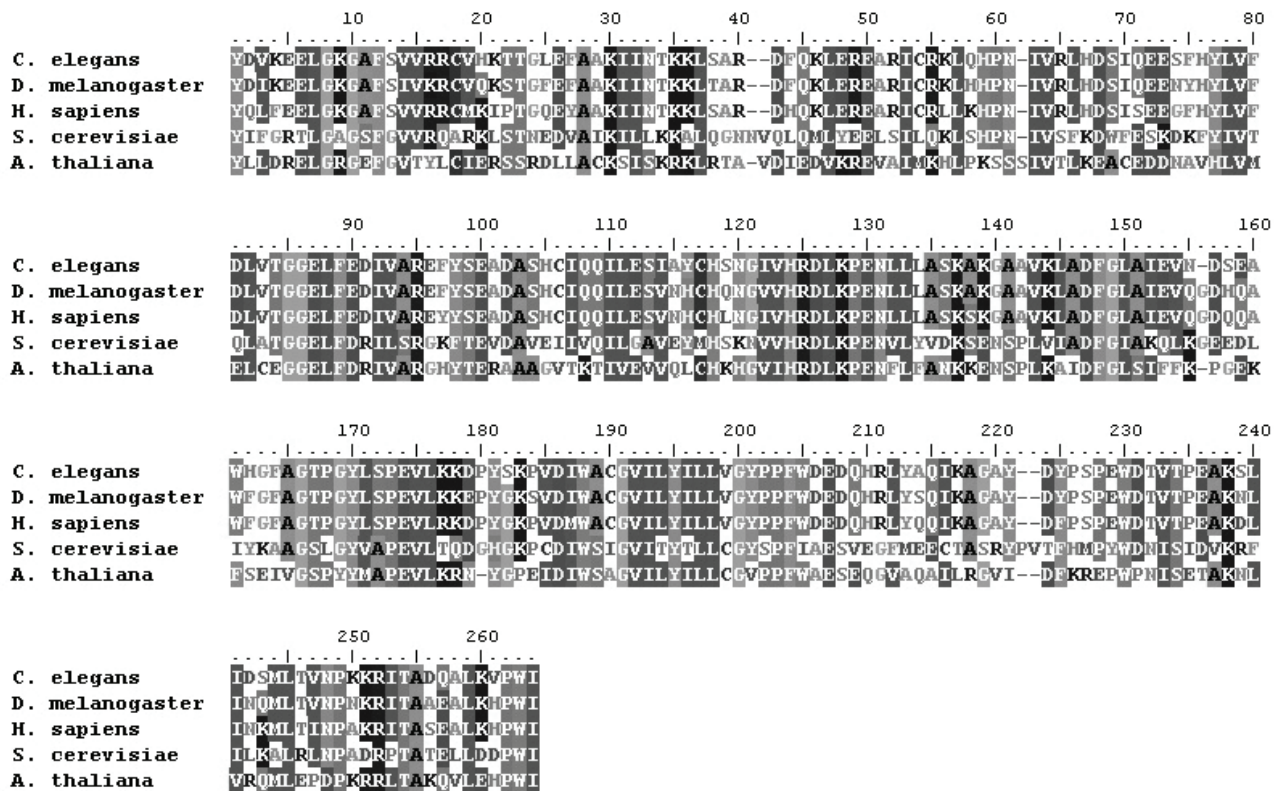 10 20 30 40 50 60 70 80
C. elegans YDVKEELGKGAFSVVRRCVHKTTGLEFAAKIINTKKLSAR--DFQKLEREARICRKLQHPN-IVRLHDSIQEESFHYLVF
D. melanogaster YDIKEELGKGAFSIVKRCVQKSTGFEFAAKIINTKKLTAR--DFQKLEREARICRKLHHPN-IVRLHDSIQEENYHYLVF
H. sapiens YQLFEELGKGAFSVVRRCMKIPTGQEYAAKIINTKKLSAR--DHQKLEREARICRLLKHPN-IVRLHDSISEEGFHYLVF
S. cerevisiae YIFGRTLGAGSFGVVRQARKLSTNEDVAIKILLKKALQGNNVQLQMLYEELSILQKLSHPN-IVSFKDWFESKDKFYIVT
A. thaliana YLLDRELGRGEFGVTYLCIERSSRDLLACKSISKRKLRTA-VDIEDVKREVAIMKHLPKSSSIVTLKEACEDDNAVHLVM
90 100 110 120 130 140 150 160
C. elegans DLVTGGELFEDIVAREFYSEADASHCIQQILESIAYCHSNGIVHRDLKPENLLLASKAKGAAVKLADFGLAIEVN-DSEA
D. melanogaster DLVTGGELFEDIVAREFYSEADASHCIQQILESVNHCHQNGVVHRDLKPENLLLASKAKGAAVKLADFGLAIEVQGDHQA
H. sapiens DLVTGGELFEDIVAREYYSEADASHCIQQILESVNHCHLNGIVHRDLKPENLLLASKSKGAAVKLADFGLAIEVQGDQQA
S. cerevisiae QLATGGELFDRILSRGKFTEVDAVEIIVQILGAVEYMHSKNVVHRDLKPENVLYVDKSENSPLVIADFGIAKQLKGEEDL
A. thaliana ELCEGGELFDRIVARGHYTERAAAGVTKTIVEVVQLCHKHGVIHRDLKPENFLFANKKENSPLKAIDFGLSIFFK-PGEK
170 180 190 200 210 220 230 240
C. elegans WHGFAGTPGYLSPEVLKKDPYSKPVDIWACGVILYILLVGYPPFWDEDQHRLYAQIKAGAY--DYPSPEWDTVTPEAKSL
D. melanogaster WFGFAGTPGYLSPEVLKKEPYGKSVDIWACGVILYILLVGYPPFWDEDQHRLYSQIKAGAY--DYPSPEWDTVTPEAKNL
H. sapiens WFGFAGTPGYLSPEVLRKDPYGKPVDMWACGVILYILLVGYPPFWDEDQHRLYQQIKAGAY--DFPSPEWDTVTPEAKDL
S. cerevisiae IYKAAGSLGYVAPEVLTQDGHGKPCDIWSIGVITYTLLCGYSPFIAESVEGFMEECTASRYPVTFHMPYWDNISIDVKRF
A. thaliana FSEIVGSPYYMAPEVLKRN-YGPEIDIWSAGVILYILLCGVPPFWAESEQGVAQAILRGVI--DFKREPWPNISETAKNL
250 260
C. elegans IDSMLTVNPKKRITADQALKVPWI
D. melanogaster INQMLTVNPNKRITAAEALKHPWI
H. sapiens INKMLTINPAKRITASEALKHPWI
S. cerevisiae ILKALRLNPADRPTATELLDDPWI
A. thaliana VRQMLEPDPKRRLTAKQVLEHPWI